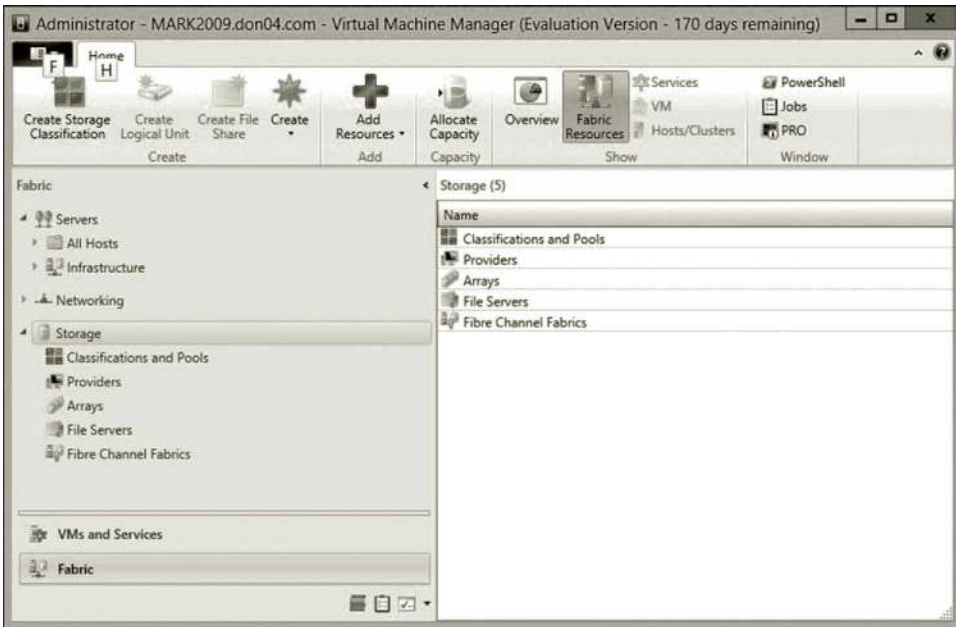 Administrator - MARK2009.don04.com - Virtual Machine Manager (Evaluation Version - 170 days remaining)
F
Home
H
Create Storage Classification
Create Logical Unit
Create File Share
Create
Add Resources
Allocate Capacity
Overview
Fabric Resources
Services
VM
Hosts/Clusters
PowerShell
Jobs
PRO
Create
Add
Capacity
Show
Window
Fabric
Servers
All Hosts
Infrastructure
Networking
Storage
Classifications and Pools
Providers
Arrays
File Servers
Fibre Channel Fabrics
VMs and Services
Fabric
Storage (5)
Name
Classifications and Pools
Providers
Arrays
File Servers
Fibre Channel Fabrics